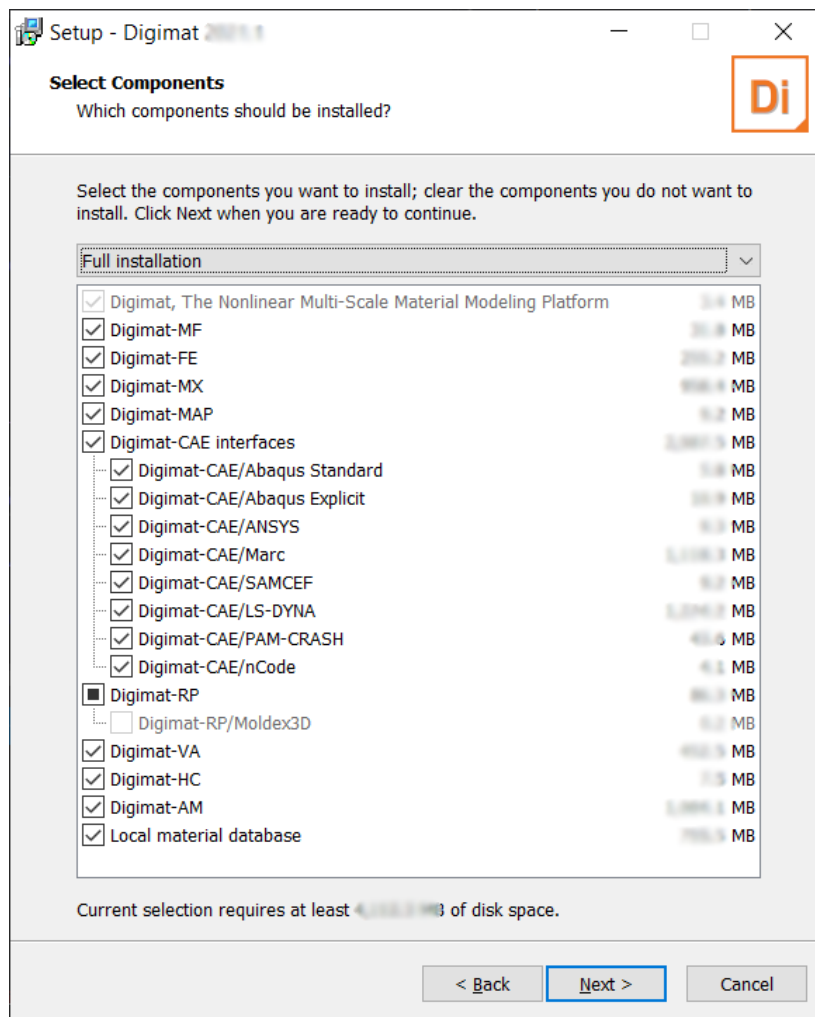 Setup - Digimat
Select Components
Which components should be installed?
Di
Select the components you want to install; clear the components you do not want to
install. Click Next when you are ready to continue.
Full installation
Digimat, The Nonlinear Multi-Scale Material Modeling Platform MB
Digimat-MF MB
Digimat-FE MB
Digimat-MX MB
Digimat-MAP MB
Digimat-CAE interfaces MB
Digimat-CAE/Abaqus Standard MB
Digimat-CAE/Abaqus Explicit MB
Digimat-CAE/ANSYS MB
Digimat-CAE/Marc MB
Digimat-CAE/SAMCEF MB
Digimat-CAE/LS-DYNA MB
Digimat-CAE/PAM-CRASH MB
Digimat-CAE/nCode MB
Digimat-RP MB
Digimat-RP/Moldex3D MB
Digimat-VA MB
Digimat-HC MB
Digimat-AM MB
Local material database MB
Current selection requires at least of disk space.
< Back Next > Cancel